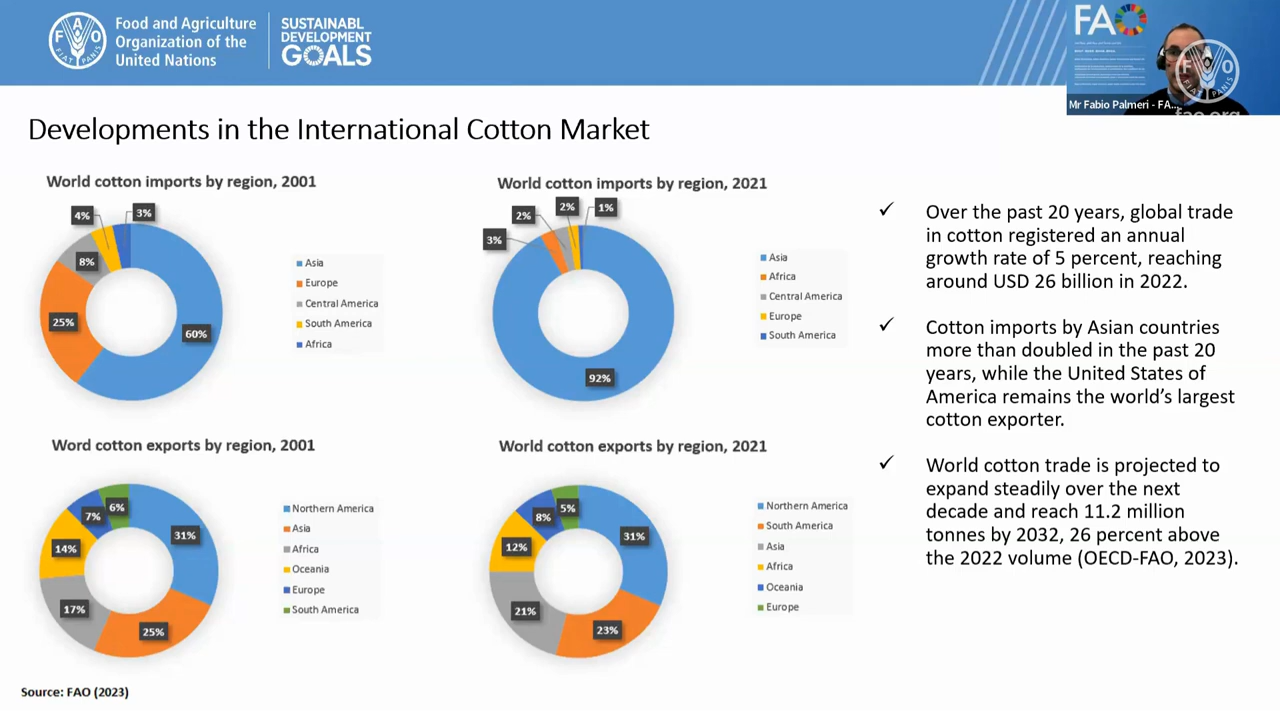 Food and Agriculture
Organization of the
United Nations
SUSTAINABL
DEVELOPMENT
GOALS
FAO
FIAT PANIS
Mr Fabio Palmeri - FA...
fao.org
Developments in the International Cotton Market
World cotton imports by region, 2001
4%
3%
8%
25%
60%
Asia
Europe
Central America
South America
Africa
World cotton imports by region, 2021
3%
2%
2%
1%
92%
Asia
Africa
Central America
Europe
South America
Word cotton exports by region, 2001
6%
7%
14%
31%
17%
25%
Northern America
Asia
Africa
Oceania
Europe
South America
World cotton exports by region, 2021
5%
8%
12%
31%
21%
23%
Northern America
South America
Asia
Africa
Oceania
Europe
✓ Over the past 20 years, global trade
in cotton registered an annual
growth rate of 5 percent, reaching
around USD 26 billion in 2022.
✓ Cotton imports by Asian countries
more than doubled in the past 20
years, while the United States of
America remains the world’s largest
cotton exporter.
✓ World cotton trade is projected to
expand steadily over the next
decade and reach 11.2 million
tonnes by 2032, 26 percent above
the 2022 volume (OECD-FAO, 2023).
Source: FAO (2023)